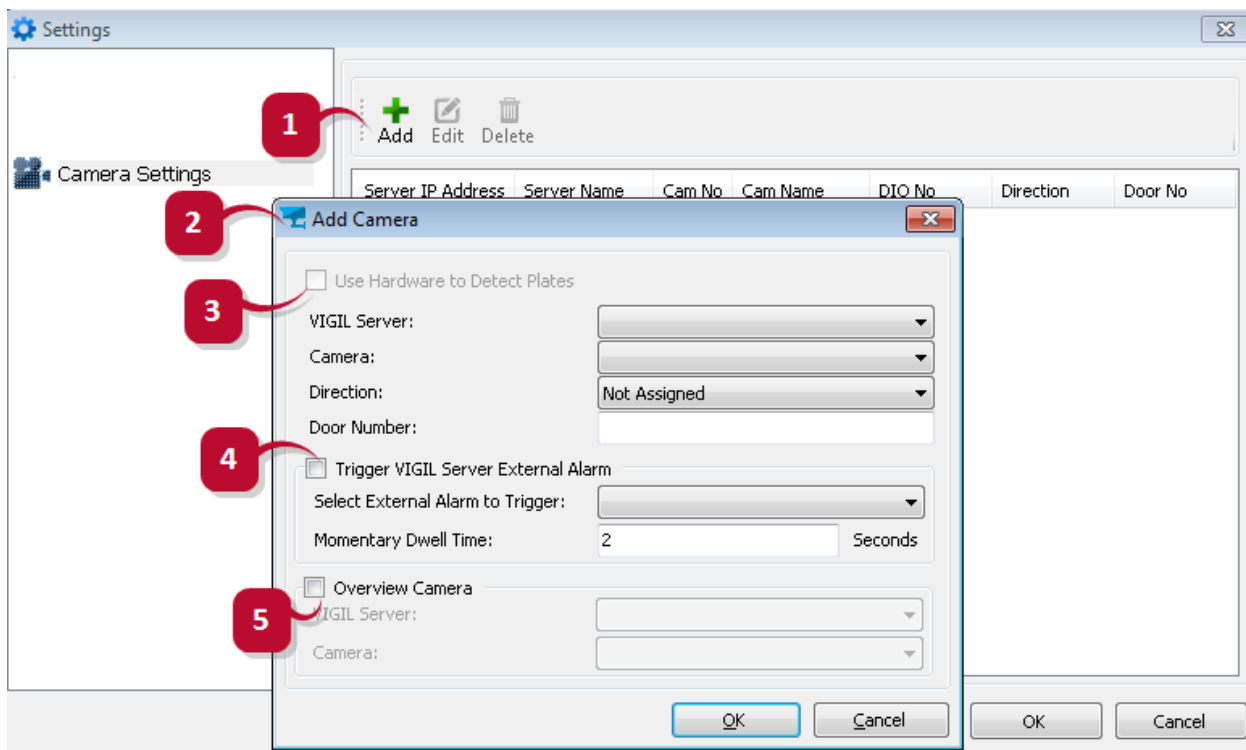 Settings
1
Add Edit Delete
Camera Settings
Server IP Address Server Name Cam No Cam Name DIO No Direction Door No
2
Add Camera
Use Hardware to Detect Plates
3
VIGIL Server:
Camera:
Direction: Not Assigned
Door Number:
4
Trigger VIGIL Server External Alarm
Select External Alarm to Trigger:
Momentary Dwell Time: 2 Seconds
Overview Camera
5
VIGIL Server:
Camera:
OK Cancel OK Cancel